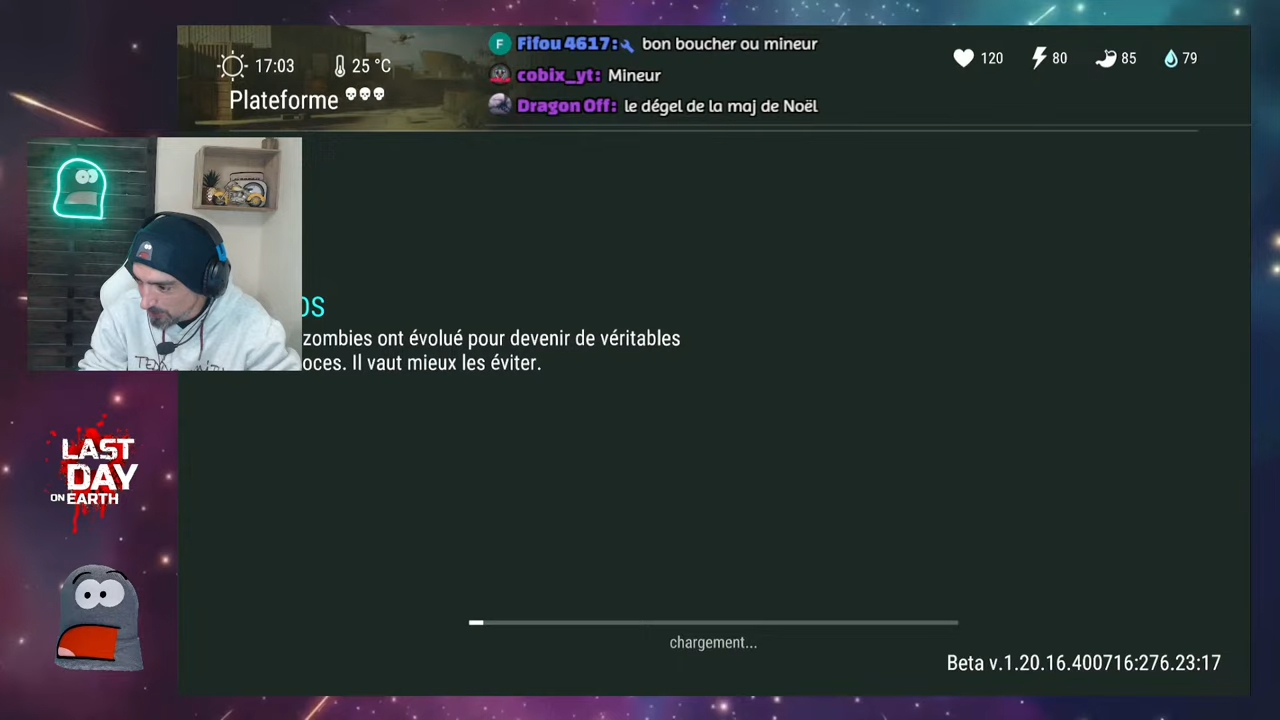 Fifou 4617: bon boucher ou mineur
17:03
25 °C
120
80
85
79
cobix_yt: Mineur
Plateforme
Dragon Off: le dégel de la maj de Noël
OS
zombies ont évolué pour devenir de véritables
oces. Il vaut mieux les éviter.
LAST
DAY
ON EARTH
chargement...
Beta v.1.20.16.400716:276.23:17